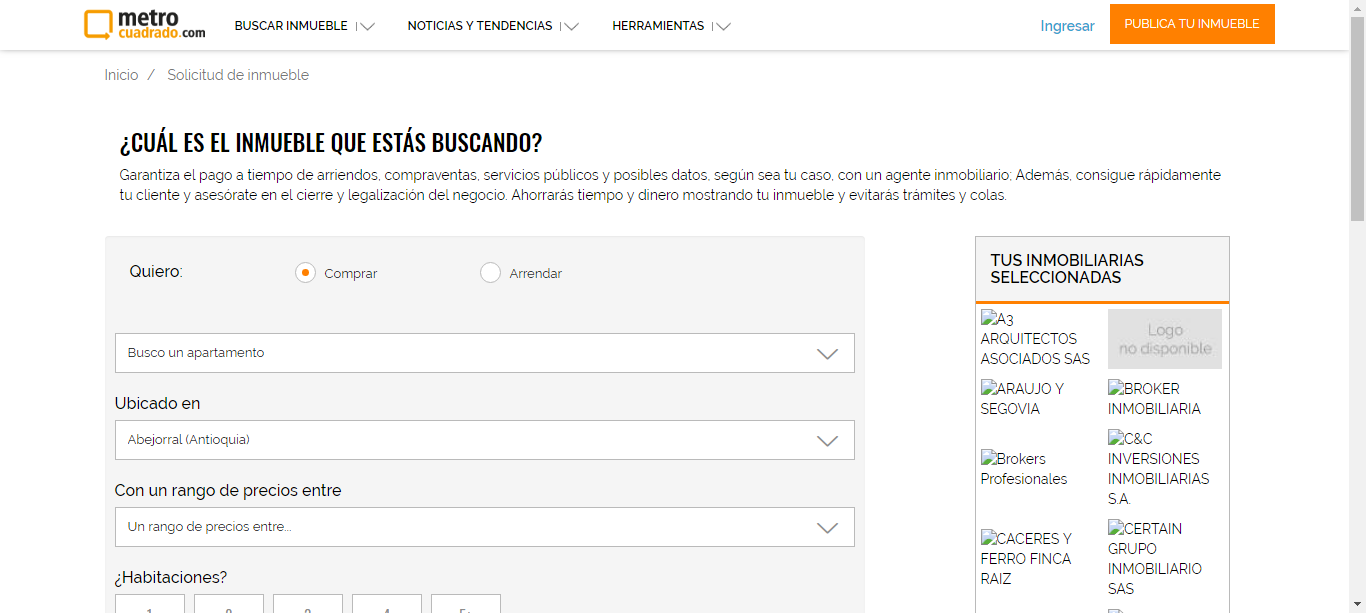 metro
cuadrado.com
BUSCAR INMUEBLE
NOTICIAS Y TENDENCIAS
HERRAMIENTAS
Ingresar
PUBLICA TU INMUEBLE
Inicio / Solicitud de inmueble
¿CUÁL ES EL INMUEBLE QUE ESTÁS BUSCANDO?
Garantiza el pago a tiempo de arriendos, compraventas, servicios públicos y posibles datos, según sea tu caso, con un agente inmobiliario; Además, consigue rápidamente
tu cliente y asesórate en el cierre y legalización del negocio. Ahorrarás tiempo y dinero mostrando tu inmueble y evitarás trámites y colas.
Quiero:
Comprar
Arrendar
Busco un apartamento
Ubicado en
Abejorral (Antioquia)
Con un rango de precios entre
Un rango de precios entre...
¿Habitaciones?
TUS INMOBILIARIAS
SELECCIONADAS
A3
ARQUITECTOS
ASOCIADOS SAS
Logo
no disponible
ARAUJO Y
SEGOVIA
BROKER
INMOBILIARIA
Brokers
Profesionales
C&C
INVERSIONES
INMOBILIARIAS
S.A.
CACERES Y
FERRO FINCA
RAIZ
CERTAIN
GRUPO
INMOBILIARIO
SAS